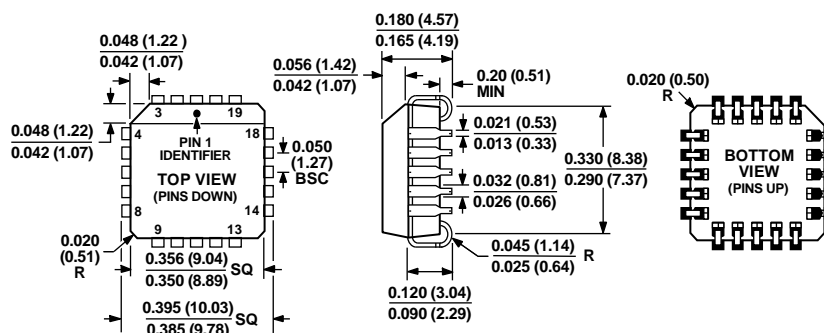 0.048 (1.22 )
0.042 (1.07)
0.048 (1.22)
0.042 (1.07)
3
19
4
18
PIN 1
IDENTIFIER
TOP VIEW
(PINS DOWN)
8
14
9
13
0.050
(1.27)
BSC
0.020
(0.51)
R
0.356 (9.04)
0.350 (8.89)
SQ
0.395 (10.03)
0.385 (9.78)
SQ
0.180 (4.57)
0.165 (4.19)
0.056 (1.42)
0.042 (1.07)
0.20 (0.51)
MIN
0.021 (0.53)
0.013 (0.33)
0.032 (0.81)
0.026 (0.66)
0.330 (8.38)
0.290 (7.37)
0.045 (1.14)
0.025 (0.64)
R
0.120 (3.04)
0.090 (2.29)
0.020 (0.50)
R
BOTTOM
VIEW
(PINS UP)